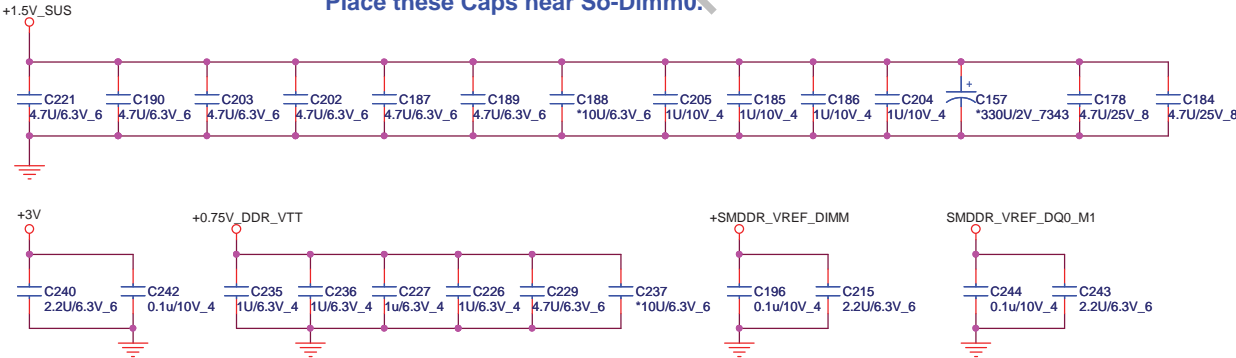 Place these Caps near So-Dimm0.
+1.5V_SUS
C221
4.7U/6.3V_6
C190
4.7U/6.3V_6
C203
4.7U/6.3V_6
C202
4.7U/6.3V_6
C187
4.7U/6.3V_6
C189
4.7U/6.3V_6
C188
*10U/6.3V_6
C205
1U/10V_4
C185
1U/10V_4
C186
1U/10V_4
C204
1U/10V_4
+
C157
*330U/2V_7343
C178
4.7U/25V_8
C184
4.7U/25V_8
+3V
C240
2.2U/6.3V_6
C242
0.1u/10V_4
+0.75V_DDR_VTT
C235
1U/6.3V_4
C236
1U/6.3V_4
C227
1u/6.3V_4
C226
1U/6.3V_4
C229
4.7U/6.3V_6
C237
*10U/6.3V_6
+SMDDR_VREF_DIMM
C196
0.1u/10V_4
C215
2.2U/6.3V_6
SMDDR_VREF_DQ0_M1
C244
0.1u/10V_4
C243
2.2U/6.3V_6